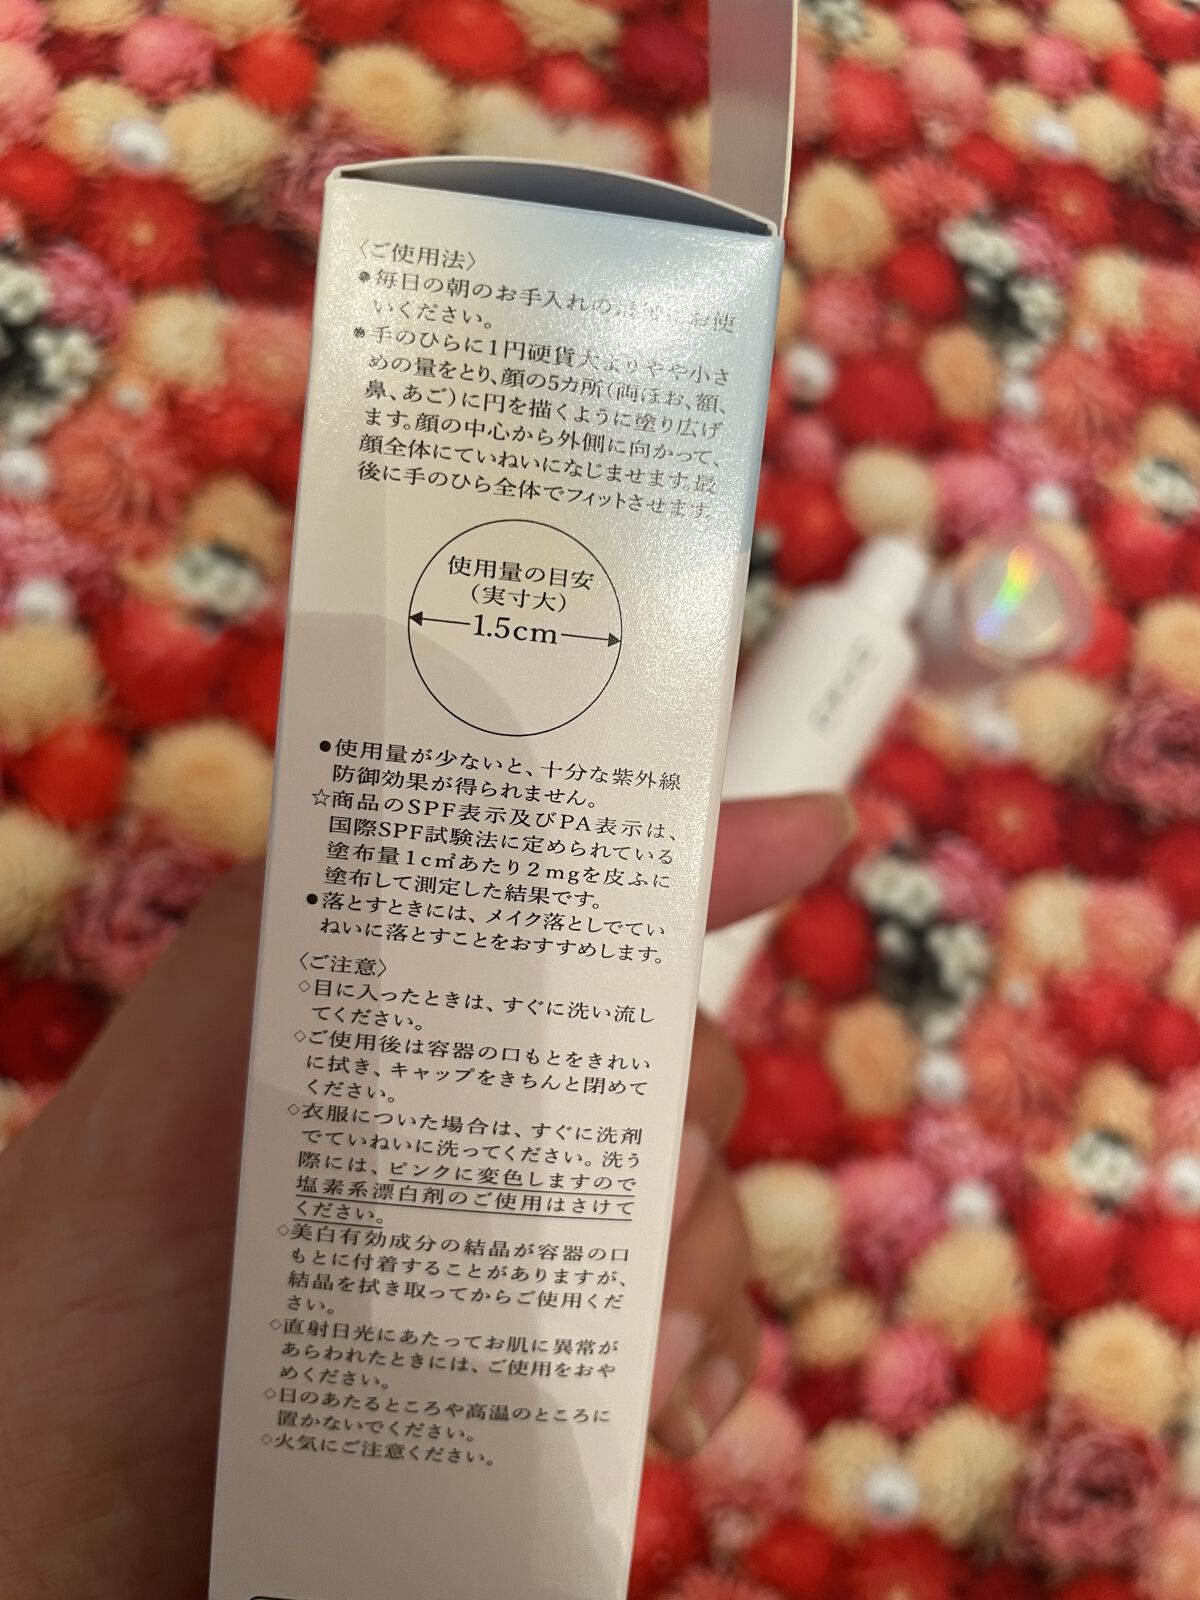 〈ご使用法〉
●毎日の朝のお手入れの最後にお使
いください。
●手のひらに1円硬貨大よりやや小さ
めの量をとり、顔の5カ所(両ほお、額、
鼻、あご)に円を描くように塗り広げ
ます。顔の中心から外側に向かって、
顔全体にていねいになじませます。最
後に手のひら全体でフィットさせます。
使用量の目安
(実寸大)
1.5cm
●使用量が少ないと、十分な紫外線
防御効果が得られません。
☆商品のSPF表示及びPA表示は、
国際SPF試験法に定められている
塗布量1c㎡あたり2mgを皮ふに
塗布して測定した結果です。
●落とすときには、メイク落としでてい
ねいに落とすことをおすすめします。
〈ご注意〉
◇目に入ったときは、すぐに洗い流し
てください。
◇ご使用後は容器の口もとをきれい
に拭き、キャップをきちんと閉めて
ください。
◇衣服についた場合は、すぐに洗剤
でていねいに洗ってください。洗う
際には、ピンクに変色しますので
塩素系漂白剤のご使用はさけて
ください。
◇美白有効成分の結晶が容器の口
もとに付着することがありますが、
結晶を拭き取ってからご使用くだ
さい。
◇直射日光にあたってお肌に異常が
あらわれたときには、ご使用をおや
めください。
◇日のあたるところや高温のところに
置かないでください。
◇火気にご注意ください。